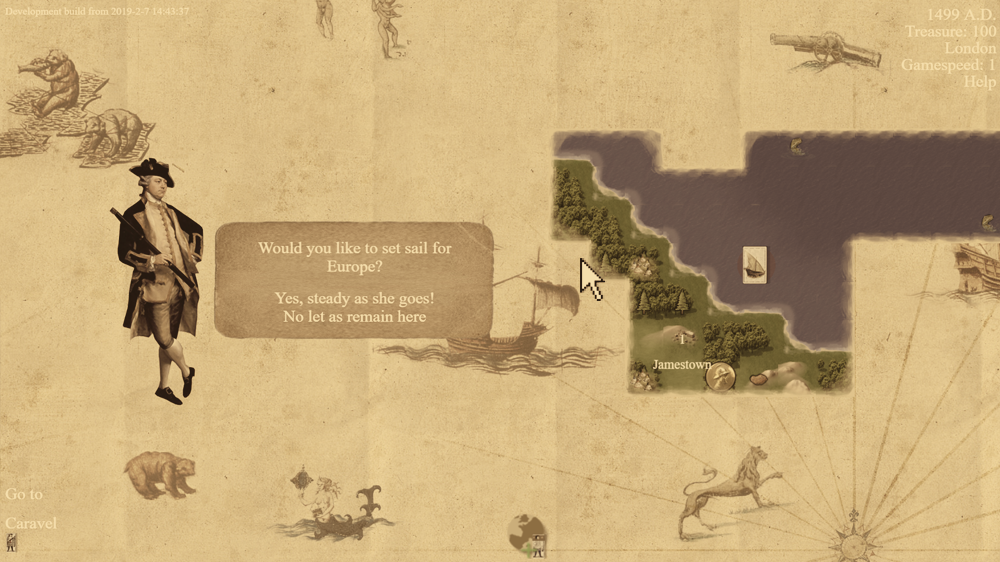 Development build from 2019-2-7 14:43:37
1499 A.D.
Treasure: 100
London
Gamespeed: 1
Help
Would you like to set sail for
Europe?
Yes, steady as she goes!
No let as remain here
1
Jamestown
Go to
Caravel